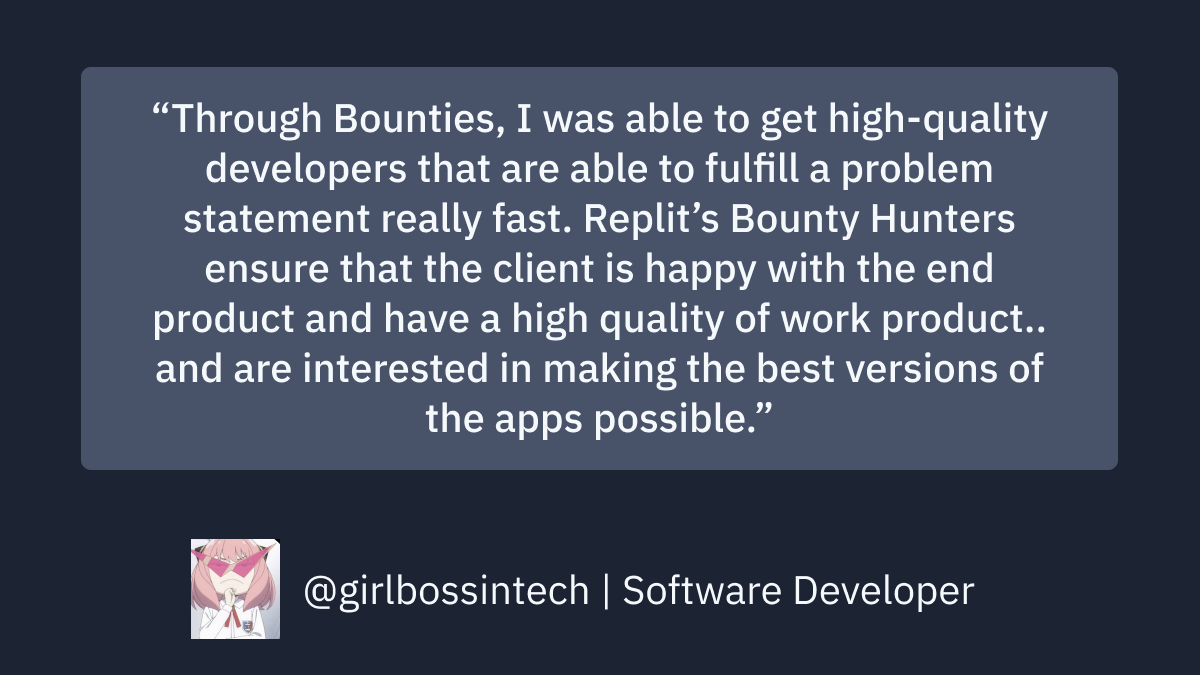 “Through Bounties, I was able to get high-quality
developers that are able to fulfill a problem
statement really fast. Replit’s Bounty Hunters
ensure that the client is happy with the end
product and have a high quality of work product..
and are interested in making the best versions of
the apps possible.”
@girlbossintech | Software Developer